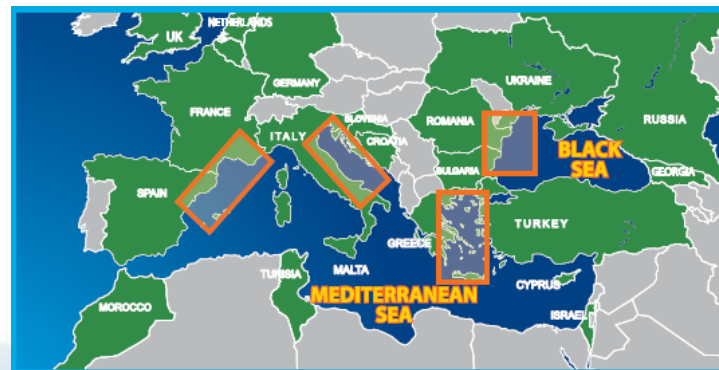 UK
NETHERLANDS
GERMANY
UKRAINE
FRANCE
SLOVENIA
ITALY
CROATIA
ROMANIA
RUSSIA
BLACK
SEA
BULGARIA
GEORGIA
SPAIN
GREECE
TURKEY
TUNISIA
MALTA
CYPRUS
MEDITERRANEAN
SEA
MOROCCO
ISRAEL